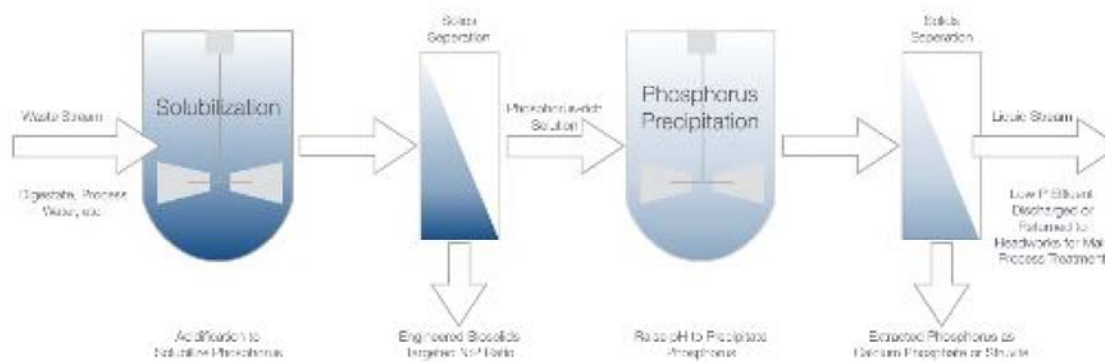 Solids
Separation
Solids
Separation
Solubilization
Phosphorus
Precipitation
Waste Stream
Phosphorus-rich
Solution
Liquid Stream
Digestate, Process
Water, etc
Low P Effluent
Discharged or
Returned to
Headworks for Main
Process Treatment
Acidification to
Solubilize Phosphorus
Engineered Biosolids
Targeted N:P Ratio
Raise pH to Precipitate
Phosphorus
Extracted Phosphorus as
Calcium Phosphate or Struvite